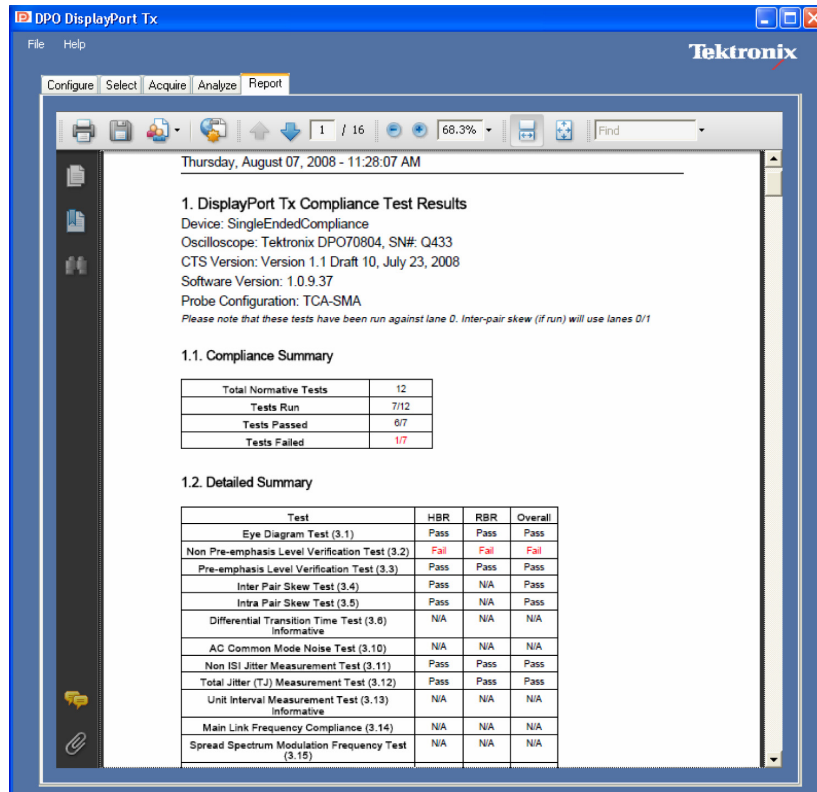 DPO DisplayPort Tx
File Help
Tektronix
Configure Select Acquire Analyze Report
1 / 16 68.3% Find
Thursday, August 07, 2008 - 11:28:07 AM
1. DisplayPort Tx Compliance Test Results
Device: SingleEndedCompliance
Oscilloscope: Tektronix DPO70804, SN#: Q433
CTS Version: Version 1.1 Draft 10, July 23, 2008
Software Version: 1.0.9.37
Probe Configuration: TCA-SMA
Please note that these tests have been run against lane 0. Inter-pair skew (if run) will use lanes 0/1
1.1. Compliance Summary
Total Normative Tests 12
Tests Run 7/12
Tests Passed 6/7
Tests Failed 1/7
1.2. Detailed Summary
Test HBR RBR Overall
Eye Diagram Test (3.1) Pass Pass Pass
Non Pre-emphasis Level Verification Test (3.2) Fail Fail Fail
Pre-emphasis Level Verification Test (3.3) Pass Pass Pass
Inter Pair Skew Test (3.4) Pass N/A Pass
Intra Pair Skew Test (3.5) Pass N/A Pass
Differential Transition Time Test (3.6) N/A N/A N/A
Informative
AC Common Mode Noise Test (3.10) N/A N/A N/A
Non ISI Jitter Measurement Test (3.11) Pass Pass Pass
Total Jitter (TJ) Measurement Test (3.12) Pass Pass Pass
Unit Interval Measurement Test (3.13) N/A N/A N/A
Informative
Main Link Frequency Compliance (3.14) N/A N/A N/A
Spread Spectrum Modulation Frequency Test N/A N/A N/A
(3.15)